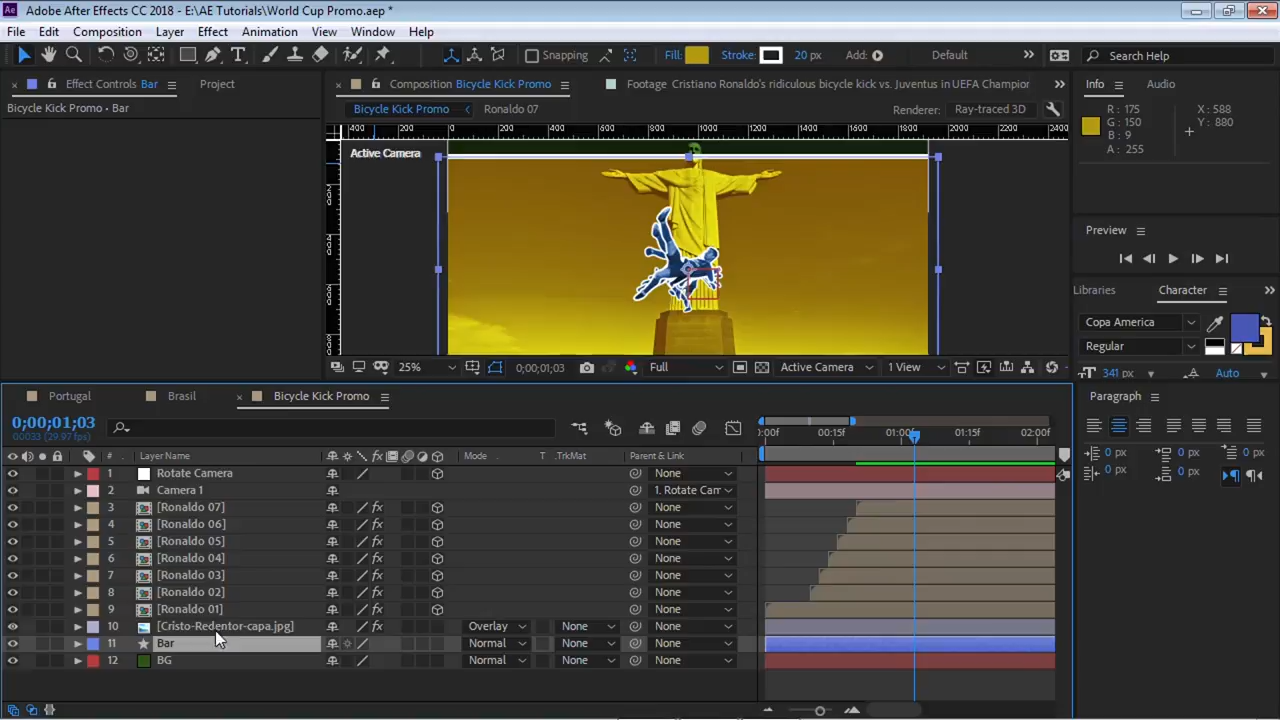 Adobe After Effects CC 2018 - E:\AE Tutorials\World Cup Promo.aep *
File Edit Composition Layer Effect Animation View Window Help
Snapping Fill: Stroke: 20 px Add: Default Search Help
Effect Controls Bar Project Composition Bicycle Kick Promo Footage Cristiano Ronaldo's ridiculous bicycle kick vs. Juventus in UEFA Champior Info Audio
Bicycle Kick Promo • Bar
Bicycle Kick Promo Ronaldo 07 Renderer: Ray-traced 3D
R: 175 X: 588
G: 150 Y: 880
B: 9
A: 255
400 200 0 200 400 600 800 1000 1200 1400 1600 1800 2000 2200 2400
Active Camera
Preview
Libraries Character
Copa America
Regular
341 px Auto
25% 0;00;01;03 Full Active Camera 1 View
Portugal Brasil Bicycle Kick Promo Paragraph
0;00;01;03
00033 (29.97 fps)
:00f 00:15f 01:00f 01:15f 02:00f
# Layer Name Mode T .TrkMat Parent & Link
0 px 0 px 0 px
0 px 0 px
1 Rotate Camera None
2 Camera 1 1. Rotate Cam
3 [Ronaldo 07] None
4 [Ronaldo 06] None
5 [Ronaldo 05] None
6 [Ronaldo 04] None
7 [Ronaldo 03] None
8 [Ronaldo 02] None
9 [Ronaldo 01] None
10 [Cristo-Redentor-capa.jpg] Overlay None None
11 Bar Normal None None
12 BG Normal None None